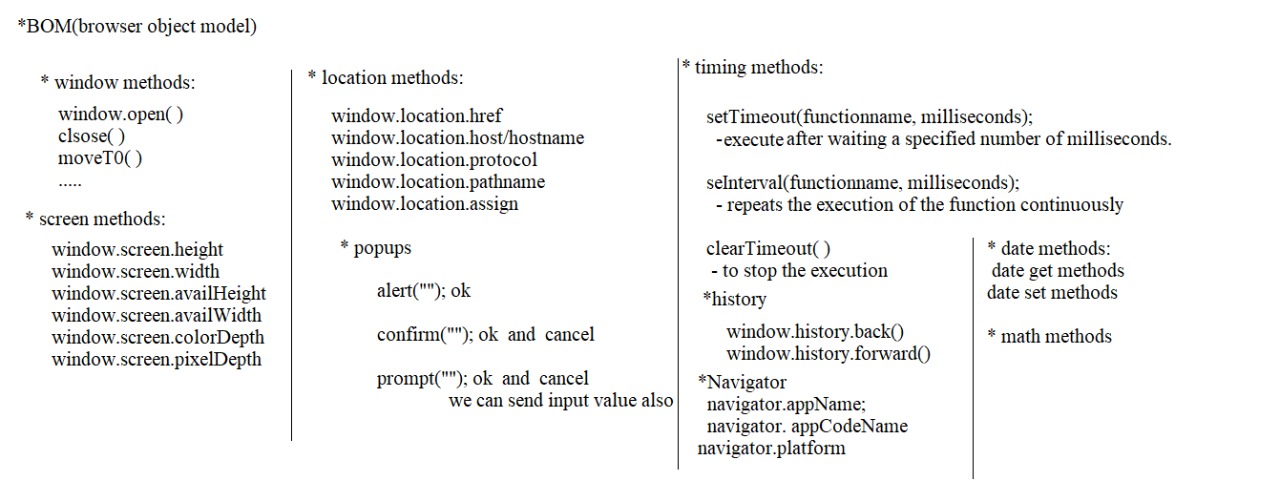 *BOM(browser object model)
* window methods:
window.open( )
clsose( )
moveT0( )
.....
* screen methods:
window.screen.height
window.screen.width
window.screen.availHeight
window.screen.availWidth
window.screen.colorDepth
window.screen.pixelDepth
* location methods:
window.location.href
window.location.host/hostname
window.location.protocol
window.location.pathname
window.location.assign
* popups
alert(""); ok
confirm(""); ok and cancel
prompt(""); ok and cancel
we can send input value also
* timing methods:
setTimeout(functionname, milliseconds);
-execute after waiting a specified number of milliseconds.
seInterval(functionname, milliseconds);
- repeats the execution of the function continuously
clearTimeout( )
- to stop the execution
*history
window.history.back()
window.history.forward()
*Navigator
navigator.appName;
navigator. appCodeName
navigator.platform
* date methods:
date get methods
date set methods
* math methods